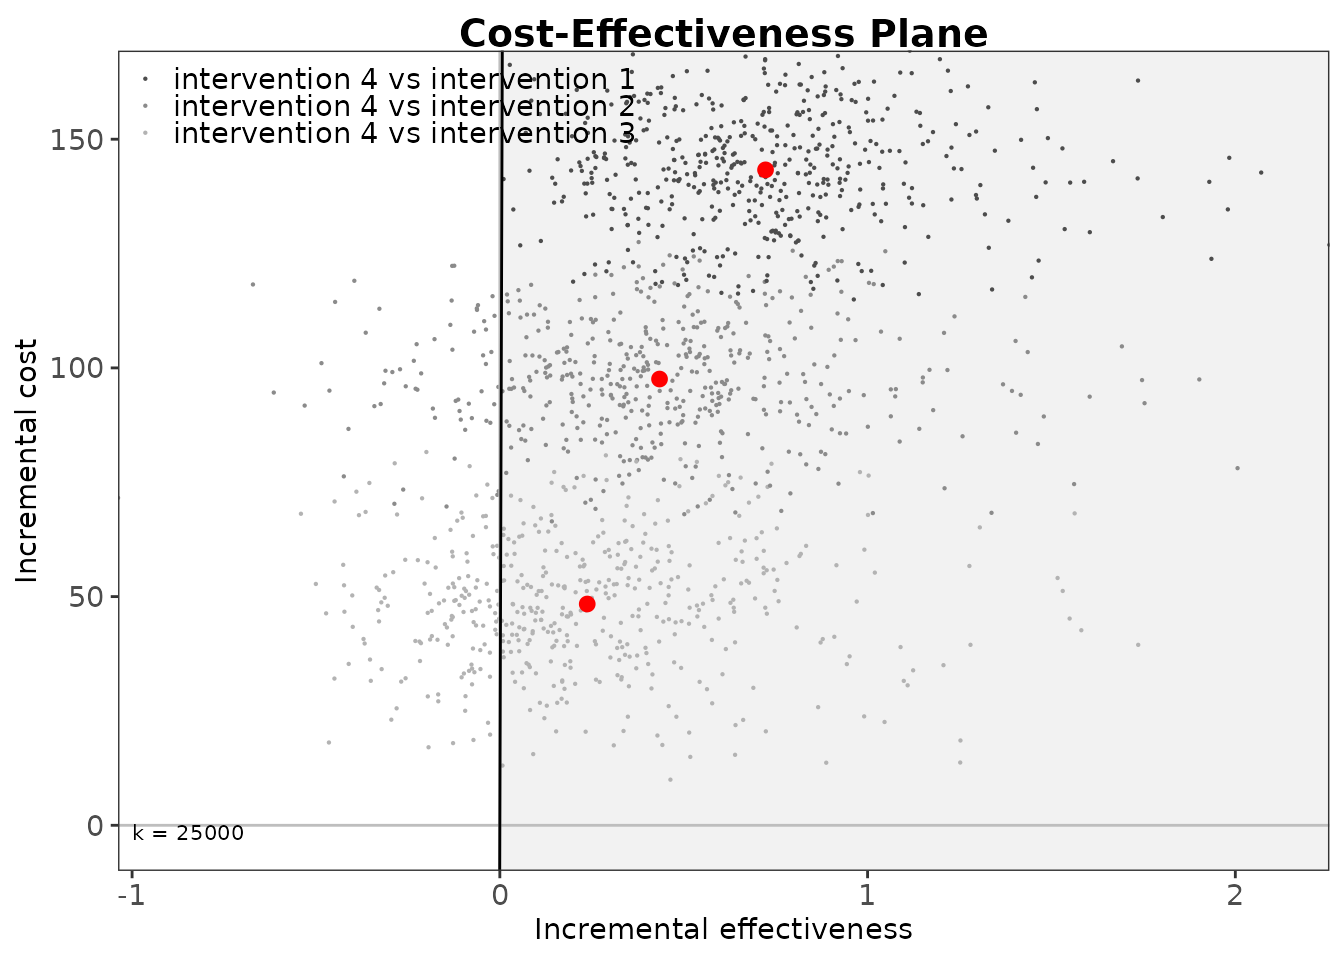 Cost-Effectiveness Plane
intervention 4 vs intervention 1
intervention 4 vs intervention 2
intervention 4 vs intervention 3
150
100
50
0
k = 25000
-1
0
1
2
Incremental effectiveness
Incremental cost